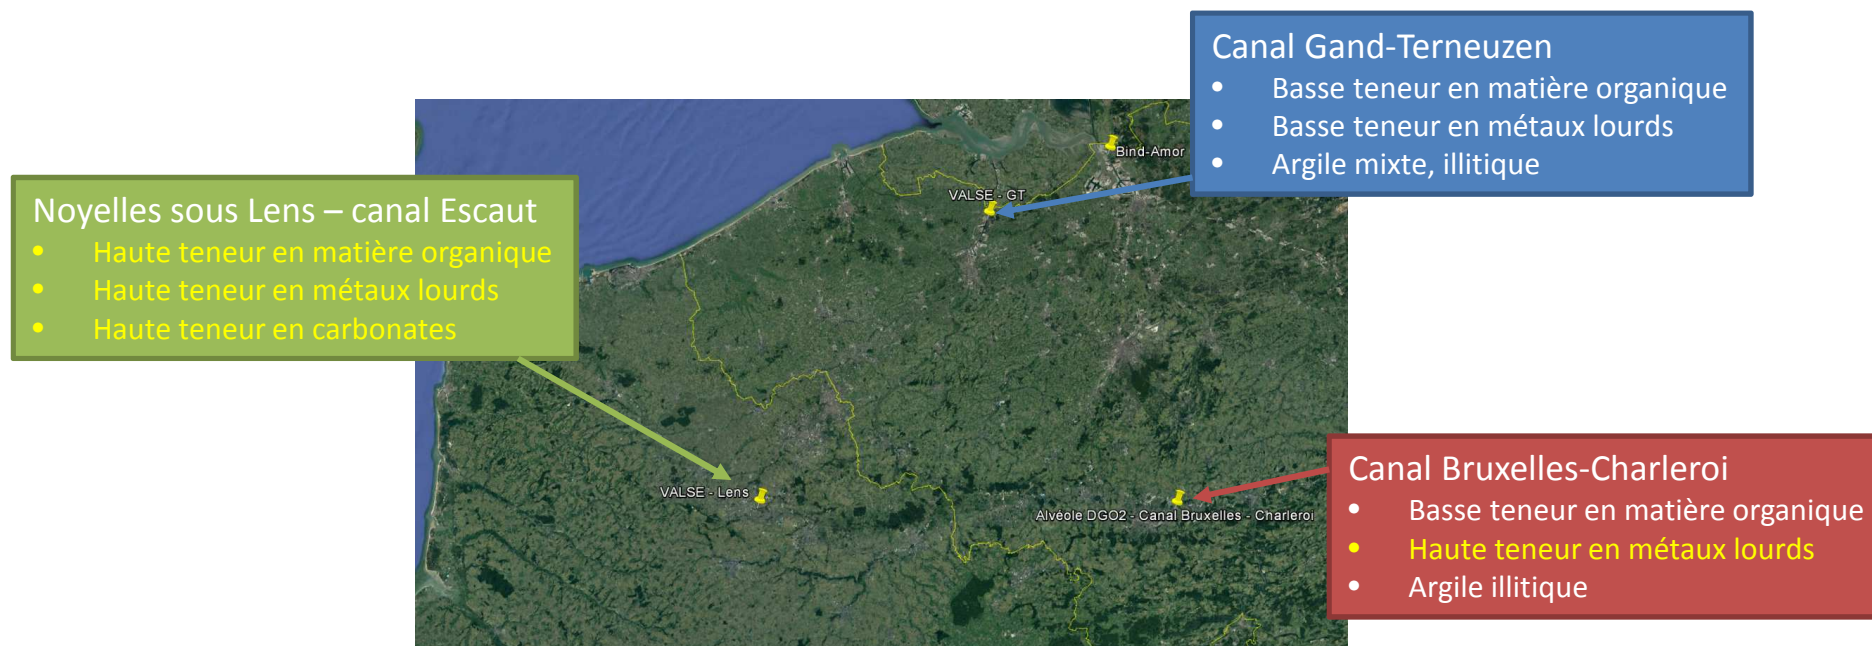 Canal Gand-Terneuzen
• Basse teneur en matière organique
• Basse teneur en métaux lourds
• Argile mixte, illitique
Bind-Amor
VALSE - GT
Noyelles sous Lens – canal Escaut
• Haute teneur en matière organique
• Haute teneur en métaux lourds
• Haute teneur en carbonates
VALSE - Lens
Alvéole DGO2 - Canal Bruxelles - Charleroi
Canal Bruxelles-Charleroi
• Basse teneur en matière organique
• Haute teneur en métaux lourds
• Argile illitique